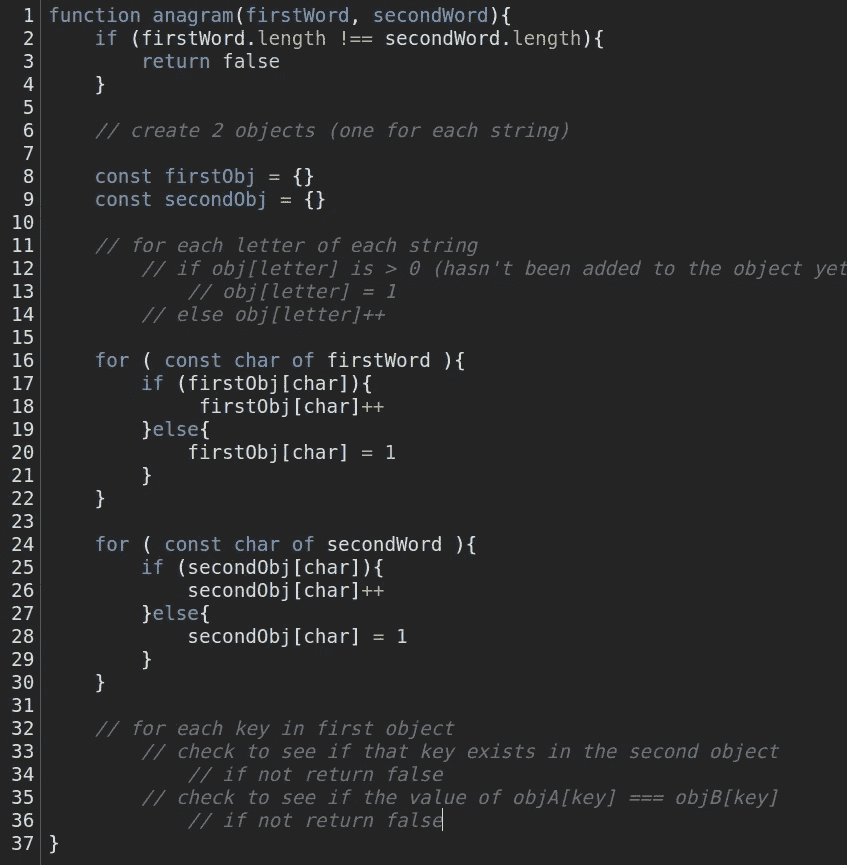 1 function anagram(firstWord, secondWord){
2     if (firstWord.length !== secondWord.length){
3         return false
4     }
5
6     // create 2 objects (one for each string)
7
8     const firstObj = {}
9     const secondObj = {}
10
11     // for each letter of each string
12         // if obj[letter] is > 0 (hasn't been added to the object yet
13             // obj[letter] = 1
14         // else obj[letter]++
15
16     for ( const char of firstWord ){
17         if (firstObj[char]){
18              firstObj[char]++
19         }else{
20             firstObj[char] = 1
21         }
22     }
23
24     for ( const char of secondWord ){
25         if (secondObj[char]){
26             secondObj[char]++
27         }else{
28             secondObj[char] = 1
29         }
30     }
31
32     // for each key in first object
33         // check to see if that key exists in the second object
34             // if not return false
35         // check to see if the value of objA[key] === objB[key]
36             // if not return false
37 }